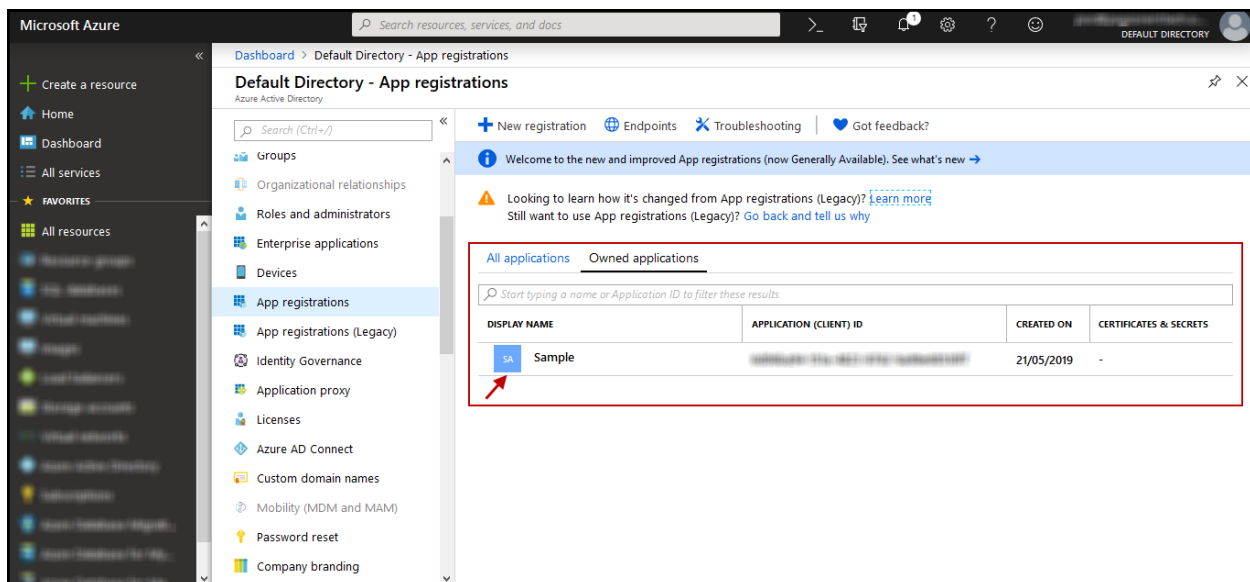 Microsoft Azure
Search resources, services, and docs
1
DEFAULT DIRECTORY
Create a resource
Home
Dashboard
All services
FAVORITES
All resources
Dashboard > Default Directory - App registrations
Default Directory - App registrations
Azure Active Directory
Search (Ctrl+/)
Groups
Organizational relationships
Roles and administrators
Enterprise applications
Devices
App registrations
App registrations (Legacy)
Identity Governance
Application proxy
Licenses
Azure AD Connect
Custom domain names
Mobility (MDM and MAM)
Password reset
Company branding
New registration Endpoints Troubleshooting Got feedback?
Welcome to the new and improved App registrations (now Generally Available). See what's new →
Looking to learn how it's changed from App registrations (Legacy)? Learn more
Still want to use App registrations (Legacy)? Go back and tell us why
All applications Owned applications
Start typing a name or Application ID to filter these results
DISPLAY NAME APPLICATION (CLIENT) ID CREATED ON CERTIFICATES & SECRETS
SA Sample 21/05/2019 -